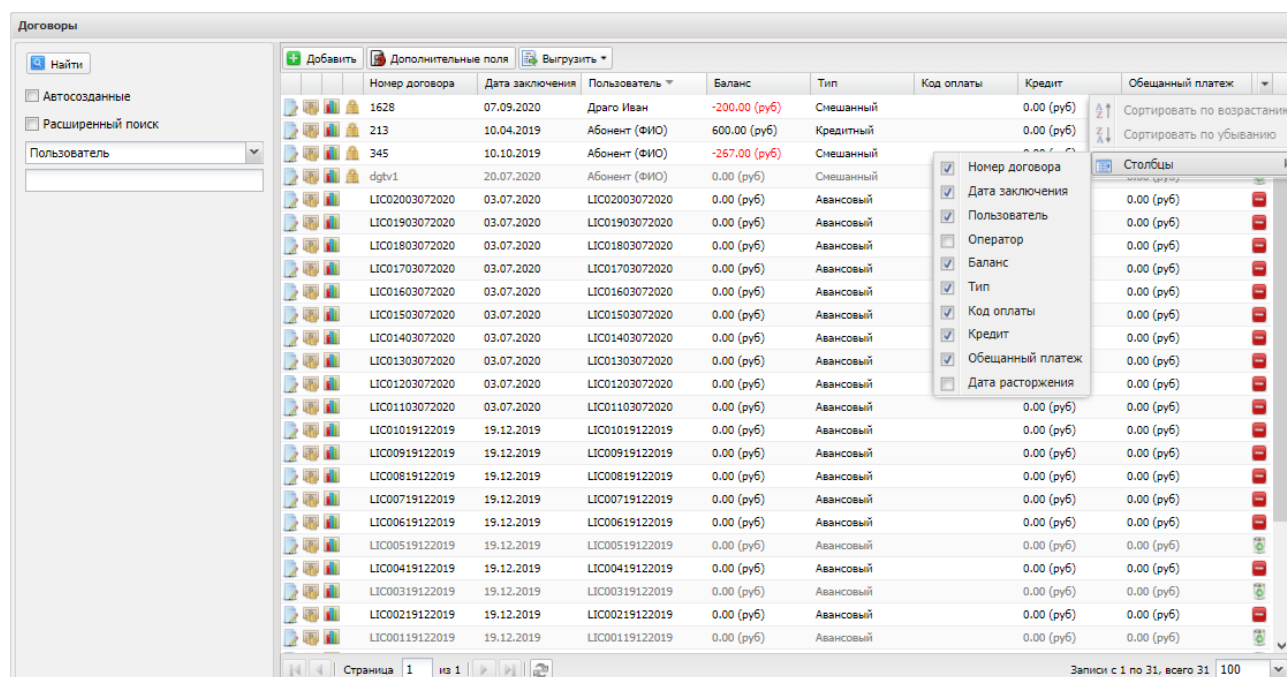 Договоры
Найти
Автосозданные
Расширенный поиск
Пользователь
Добавить Дополнительные поля Выгрузить
Номер договора Дата заключения Пользователь Баланс Тип Код оплаты Кредит Обещанный платеж
1628 07.09.2020 Драго Иван -200.00 (руб) Смешанный 0.00 (руб)
213 10.04.2019 Абонент (ФИО) 600.00 (руб) Кредитный 0.00 (руб)
345 10.10.2019 Абонент (ФИО) -267.00 (руб) Смешанный
dgtv1 20.07.2020 Абонент (ФИО) 0.00 (руб) Смешанный
LIC02003072020 03.07.2020 LIC02003072020 0.00 (руб) Авансовый 0.00 (руб)
LIC01903072020 03.07.2020 LIC01903072020 0.00 (руб) Авансовый 0.00 (руб)
LIC01803072020 03.07.2020 LIC01803072020 0.00 (руб) Авансовый 0.00 (руб)
LIC01703072020 03.07.2020 LIC01703072020 0.00 (руб) Авансовый 0.00 (руб)
LIC01603072020 03.07.2020 LIC01603072020 0.00 (руб) Авансовый 0.00 (руб)
LIC01503072020 03.07.2020 LIC01503072020 0.00 (руб) Авансовый 0.00 (руб)
LIC01403072020 03.07.2020 LIC01403072020 0.00 (руб) Авансовый 0.00 (руб)
LIC01303072020 03.07.2020 LIC01303072020 0.00 (руб) Авансовый 0.00 (руб)
LIC01203072020 03.07.2020 LIC01203072020 0.00 (руб) Авансовый 0.00 (руб)
LIC01103072020 03.07.2020 LIC01103072020 0.00 (руб) Авансовый 0.00 (руб) 0.00 (руб)
LIC01019122019 19.12.2019 LIC01019122019 0.00 (руб) Авансовый 0.00 (руб) 0.00 (руб)
LIC00919122019 19.12.2019 LIC00919122019 0.00 (руб) Авансовый 0.00 (руб) 0.00 (руб)
LIC00819122019 19.12.2019 LIC00819122019 0.00 (руб) Авансовый 0.00 (руб) 0.00 (руб)
LIC00719122019 19.12.2019 LIC00719122019 0.00 (руб) Авансовый 0.00 (руб) 0.00 (руб)
LIC00619122019 19.12.2019 LIC00619122019 0.00 (руб) Авансовый 0.00 (руб) 0.00 (руб)
LIC00519122019 19.12.2019 LIC00519122019 0.00 (руб) Авансовый 0.00 (руб) 0.00 (руб)
LIC00419122019 19.12.2019 LIC00419122019 0.00 (руб) Авансовый 0.00 (руб) 0.00 (руб)
LIC00319122019 19.12.2019 LIC00319122019 0.00 (руб) Авансовый 0.00 (руб) 0.00 (руб)
LIC00219122019 19.12.2019 LIC00219122019 0.00 (руб) Авансовый 0.00 (руб) 0.00 (руб)
LIC00119122019 19.12.2019 LIC00119122019 0.00 (руб) Авансовый 0.00 (руб) 0.00 (руб)
Сортировать по возрастани
Сортировать по убыванию
Столбцы
Номер договора
Дата заключения
Пользователь
Оператор
Баланс
Тип
Код оплаты
Кредит
Обещанный платеж
Дата расторжения
Страница 1 из 1 Записи с 1 по 31, всего 31 100